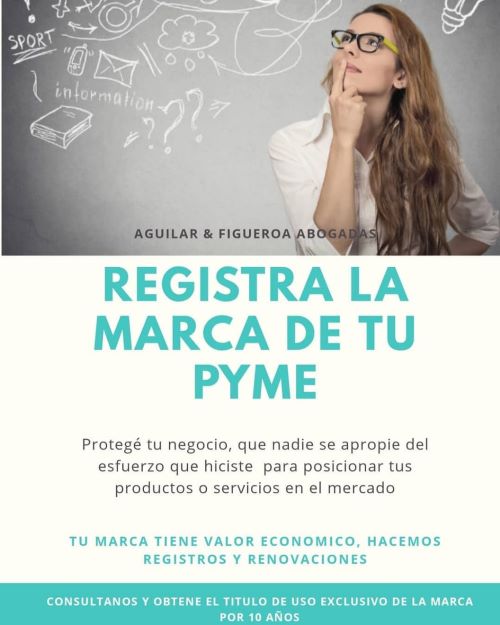 SPORT
information
???
AGUILAR & FIGUEROA ABOGADAS
REGISTRA LA
MARCA DE TU
PYME
Protegé tu negocio, que nadie se apropie del
esfuerzo que hiciste para posicionar tus
productos o servicios en el mercado
TU MARCA TIENE VALOR ECONOMICO, HACEMOS
REGISTROS Y RENOVACIONES
CONSULTANOS Y OBTENE EL TITULO DE USO EXCLUSIVO DE LA MARCA
POR 10 AÑOS